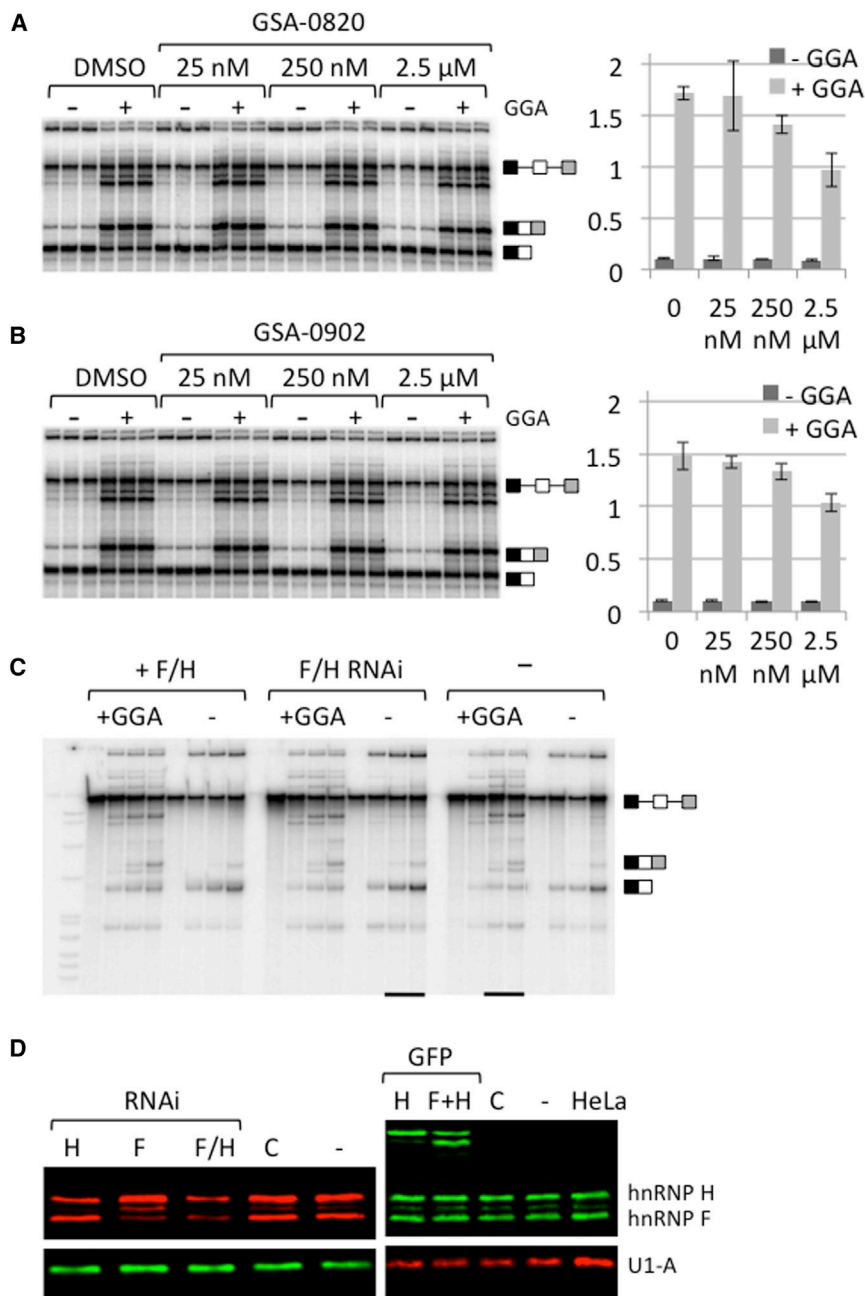 A
GSA-0820
DMSO 25 nM 250 nM 2.5 µM
- + - + - + - + GGA
- GGA
+ GGA
2
1.5
1
0.5
0
0 25 nM 250 nM 2.5 µM
B
GSA-0902
DMSO 25 nM 250 nM 2.5 µM
- + - + - + - + GGA
- GGA
+ GGA
2
1.5
1
0.5
0
0 25 nM 250 nM 2.5 µM
C
+ F/H F/H RNAi –
+GGA - +GGA - +GGA -
D
RNAi
H F F/H C -
GFP
H F+H C - HeLa
hnRNP H
hnRNP F
U1-A